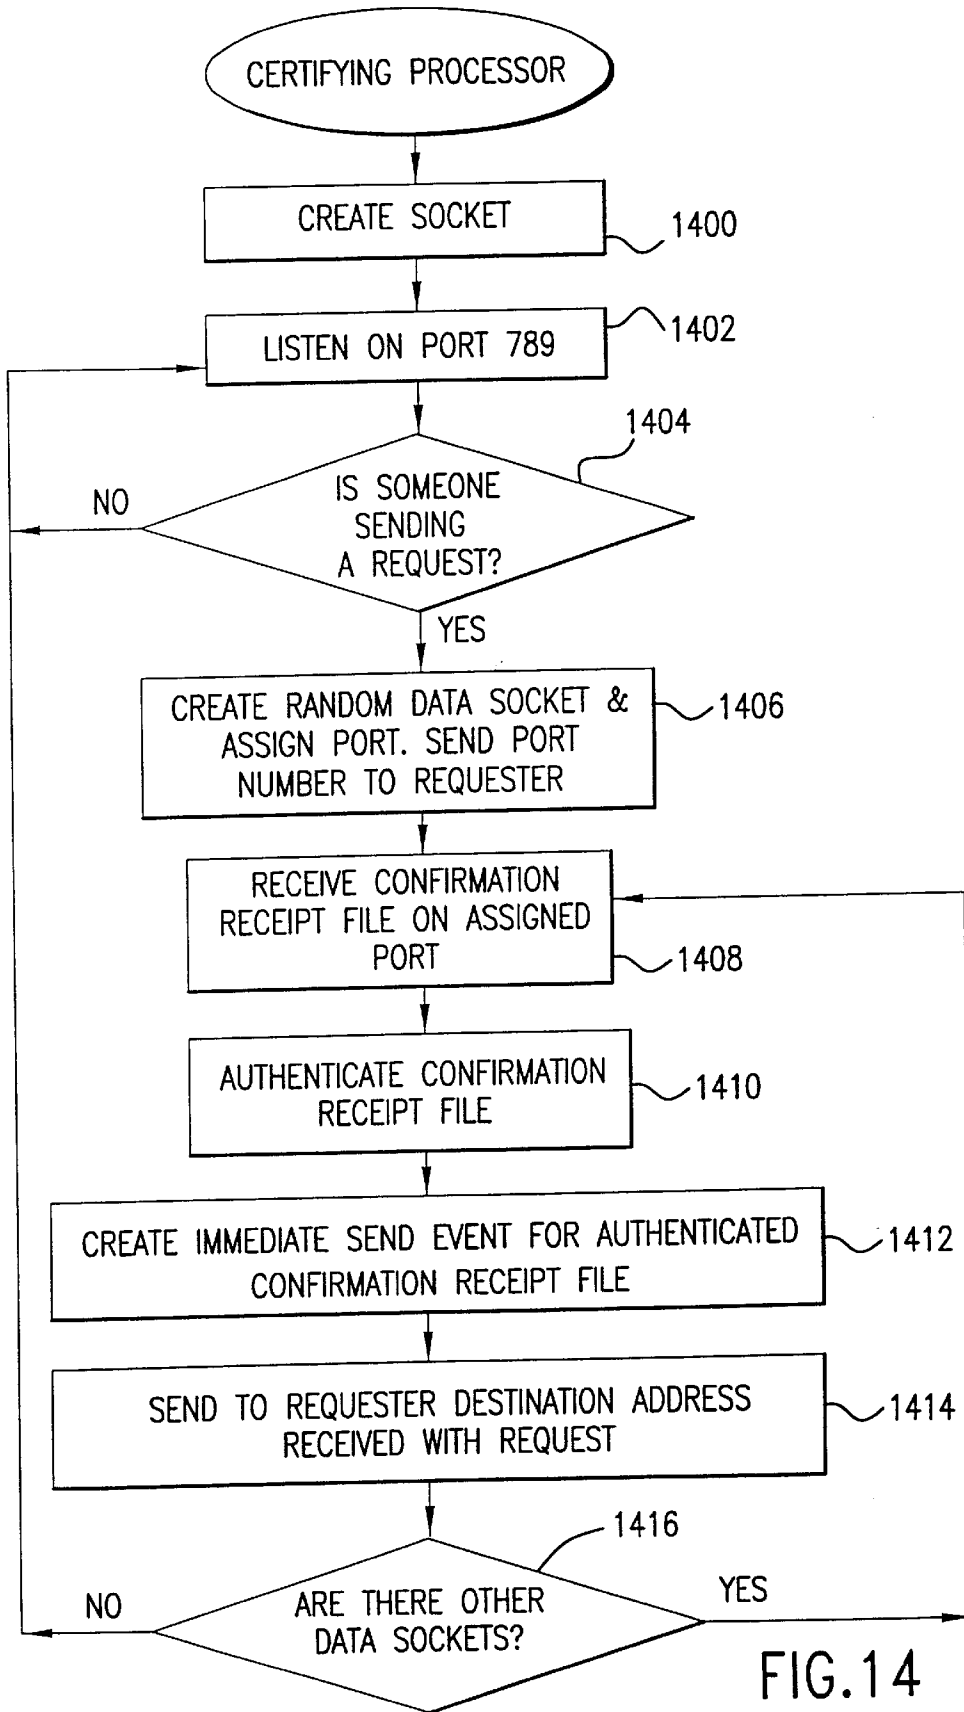 CERTIFYING PROCESSOR
CREATE SOCKET
1400
LISTEN ON PORT 789
1402
1404
IS SOMEONE
SENDING
A REQUEST?
NO
YES
CREATE RANDOM DATA SOCKET &
ASSIGN PORT. SEND PORT
NUMBER TO REQUESTER
1406
RECEIVE CONFIRMATION
RECEIPT FILE ON ASSIGNED
PORT
1408
AUTHENTICATE CONFIRMATION
RECEIPT FILE
1410
CREATE IMMEDIATE SEND EVENT FOR AUTHENTICATED
CONFIRMATION RECEIPT FILE
1412
SEND TO REQUESTER DESTINATION ADDRESS
RECEIVED WITH REQUEST
1414
1416
ARE THERE OTHER
DATA SOCKETS?
NO
YES
FIG.14